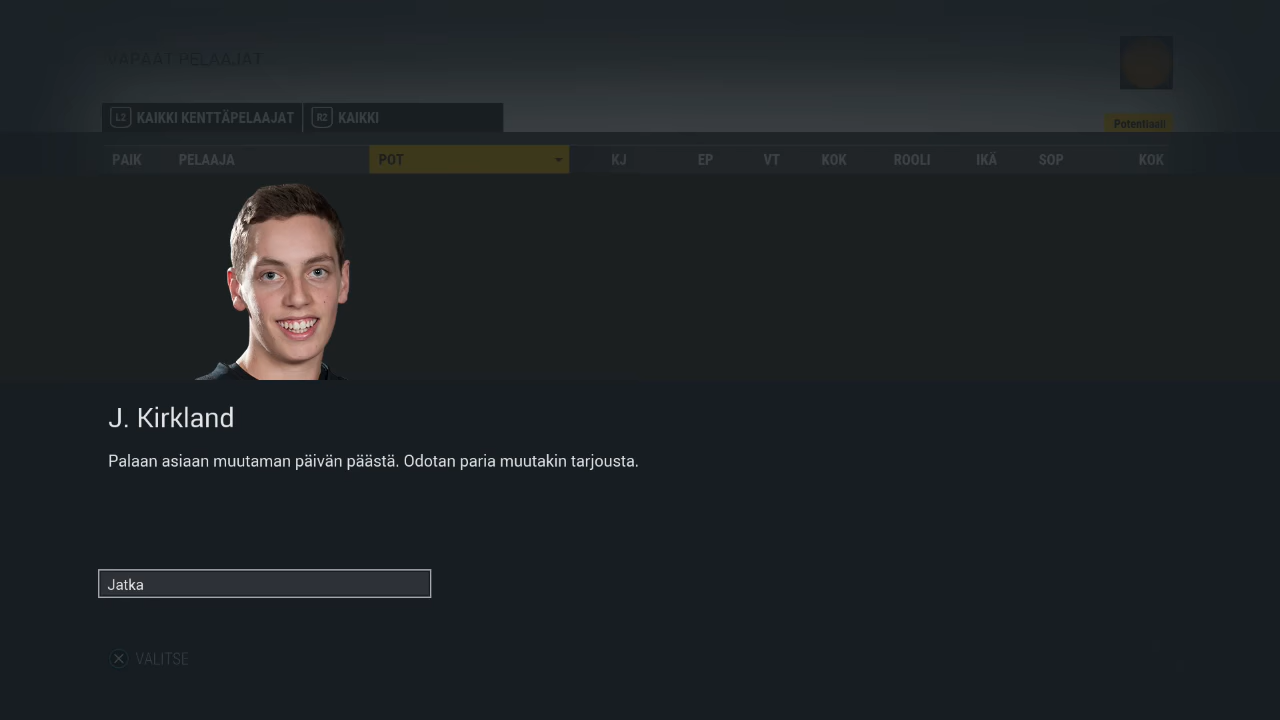 VAPAAT PELAAJAT
L2 KAIKKI KENTTÄPELAAJAT R2 KAIKKI
Potentiaali
PAIK PELAAJA POT KJ EP VT KOK ROOLI IKÄ SOP KOK
J. Kirkland
Palaan asiaan muutaman päivän päästä. Odotan paria muutakin tarjousta.
Jatka
VALITSE